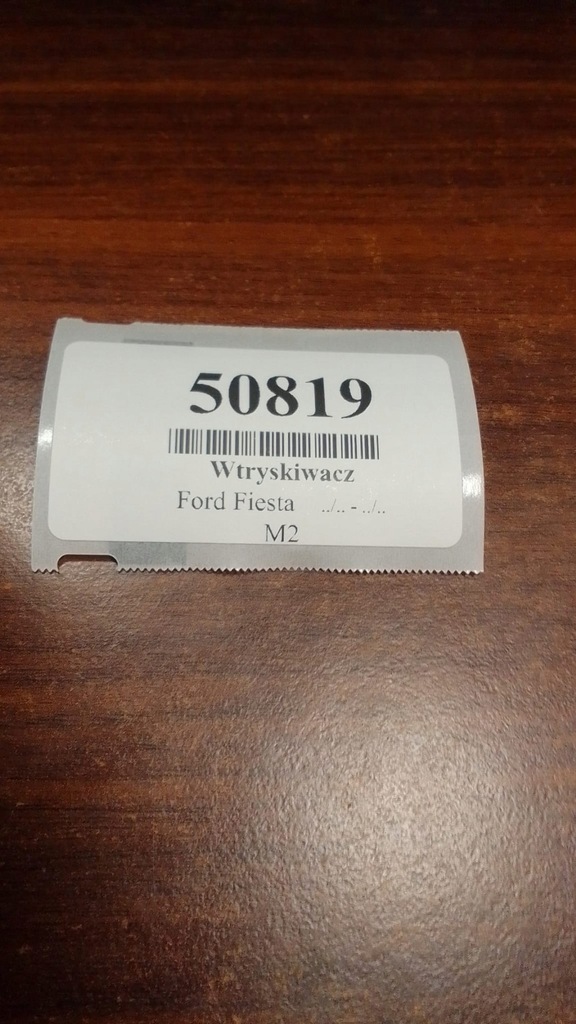 50819
Wtryskiwacz
Ford Fiesta ../.. - ../..
M2